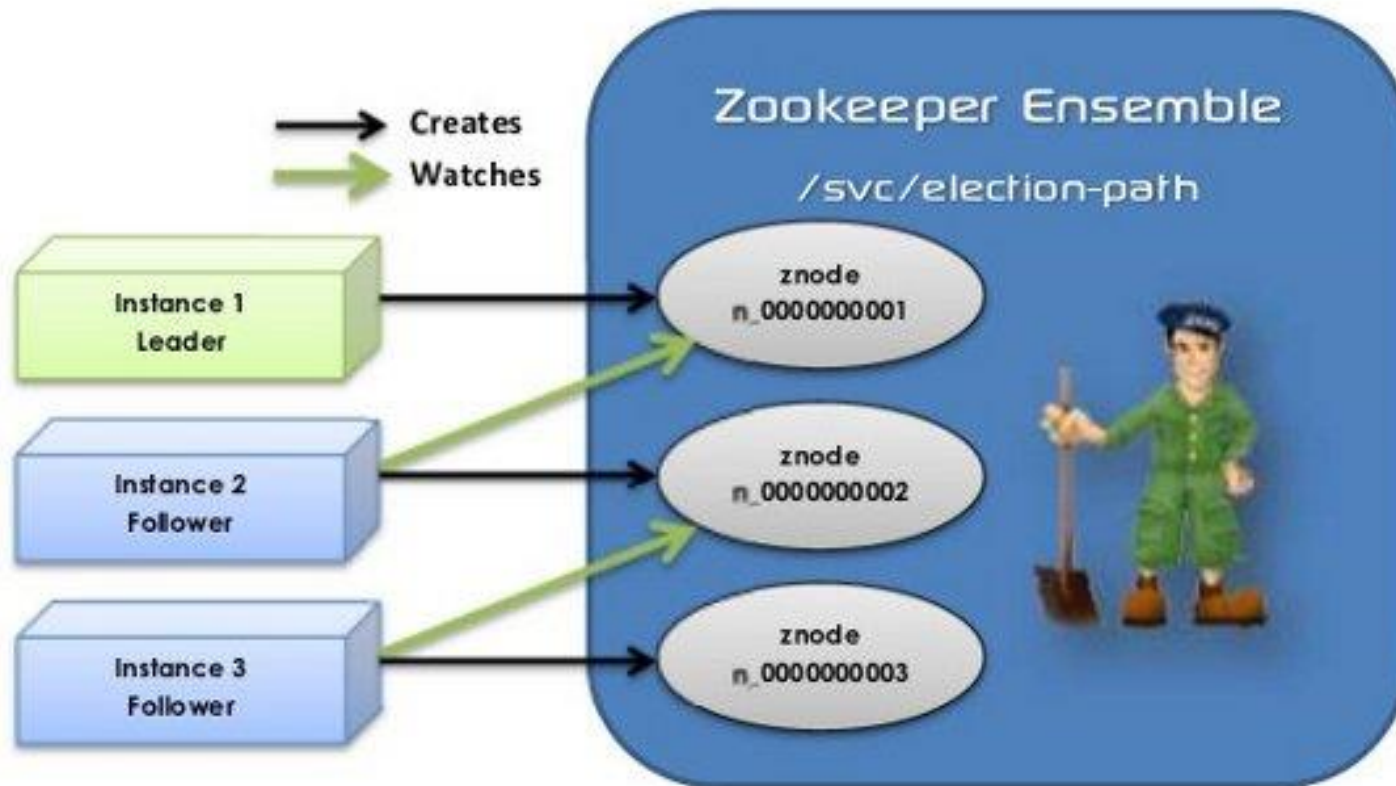 Creates
Watches
Zookeeper Ensemble
/svc/election-path
Instance 1
Leader
znode
n_0000000001
Instance 2
Follower
znode
n_0000000002
Instance 3
Follower
znode
n_0000000003